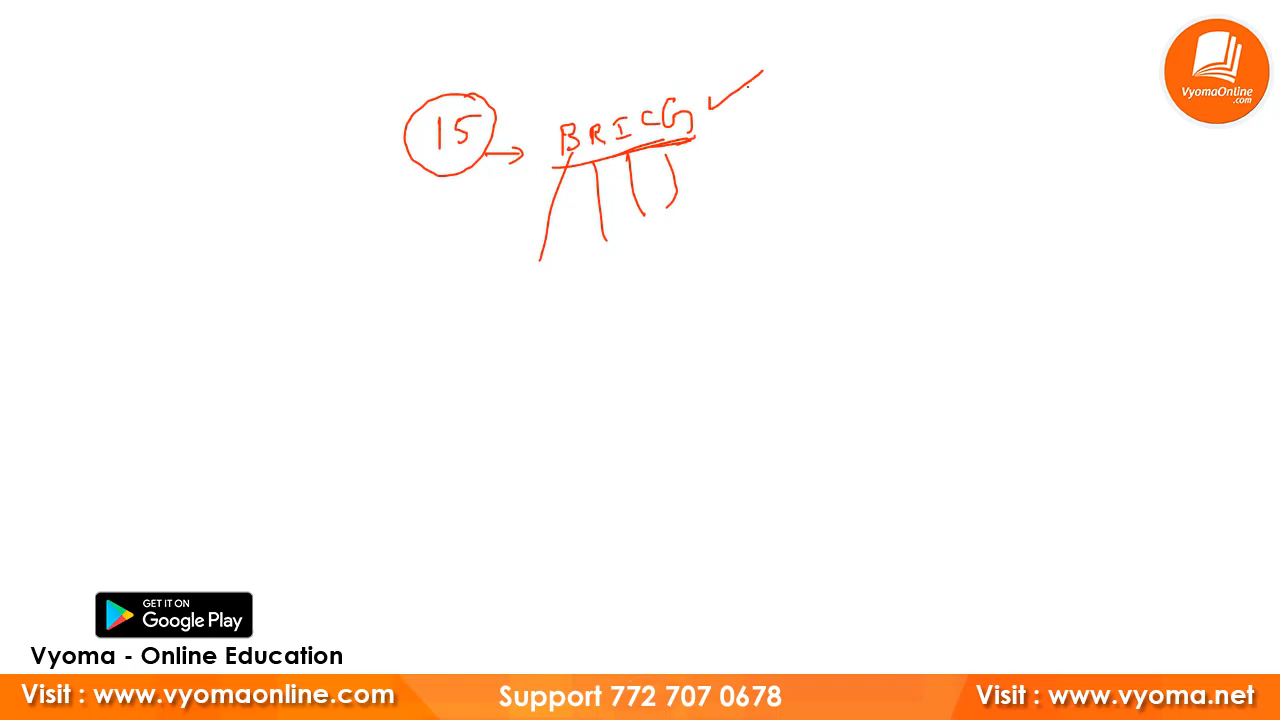 VyomaOnline
.com
15 → BRICS
GET IT ON
Google Play
Vyoma - Online Education
Visit : www.vyomaonline.com
Support 772 707 0678
Visit : www.vyoma.net